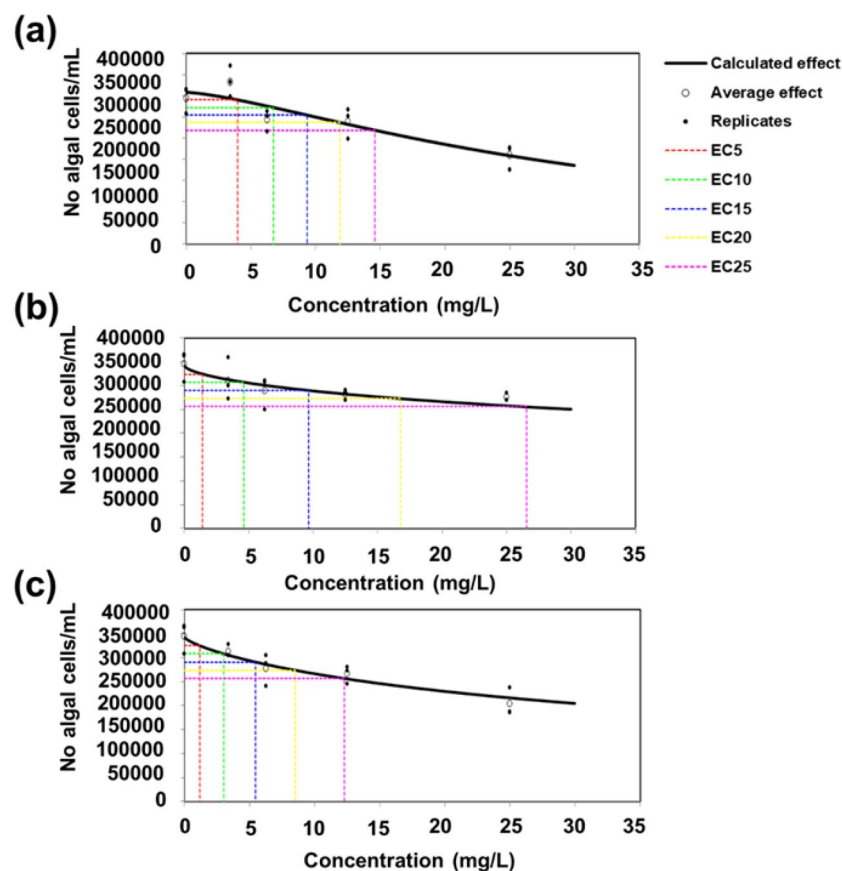 (a)
No algal cells/mL
400000
350000
300000
250000
200000
150000
100000
50000
0
0 5 10 15 20 25 30 35
Concentration (mg/L)
Calculated effect
Average effect
Replicates
EC5
EC10
EC15
EC20
EC25
(b)
No algal cells/mL
400000
350000
300000
250000
200000
150000
100000
50000
0
0 5 10 15 20 25 30 35
Concentration (mg/L)
(c)
No algal cells/mL
400000
350000
300000
250000
200000
150000
100000
50000
0
0 5 10 15 20 25 30 35
Concentration (mg/L)